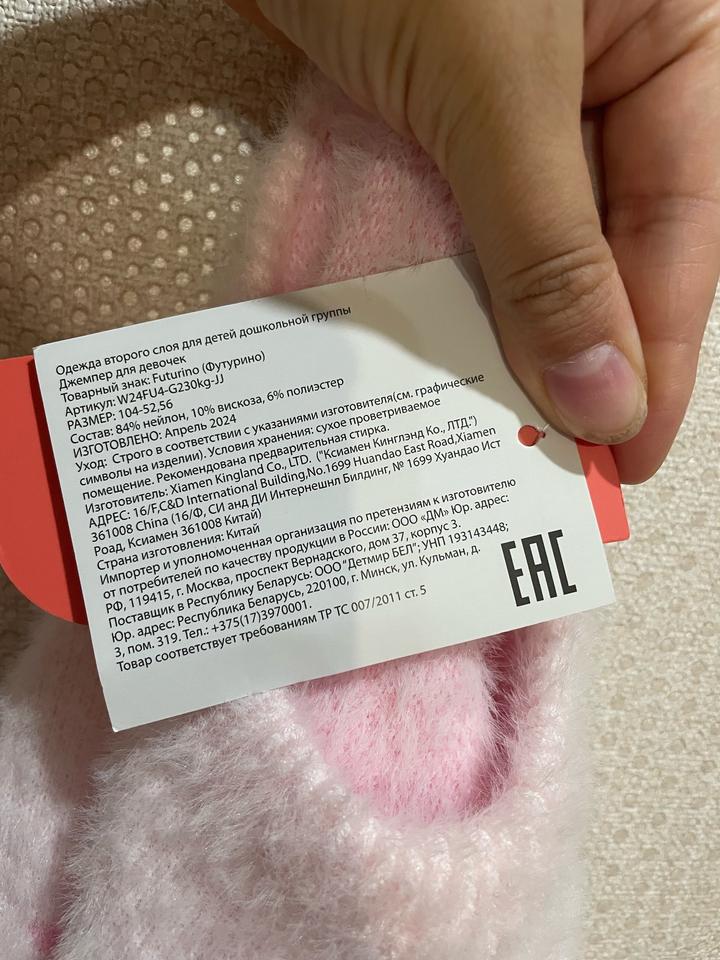 Одежда второго слоя для детей дошкольной группы
Джемпер для девочек
Товарный знак: Futurino (Футурино)
Артикул: W24FU4-G230kg-JJ
РАЗМЕР: 104-52,56
Состав: 84% нейлон, 10% вискоза, 6% полиэстер
ИЗГОТОВЛЕНО: Апрель 2024
Уход: Строго в соответствии с указаниями изготовителя(см. графические
символы на изделии). Условия хранения: сухое проветриваемое
помещение. Рекомендована предварительная стирка.
Изготовитель: Xiamen Kingland Co., LTD. ("Ксиамен Кинглэнд Ко., ЛТД.")
АДРЕС: 16/F,C&D International Building,No.1699 Huandao East Road,Xiamen
361008 China (16/Ф, СИ анд ДИ Интернешнл Билдинг, № 1699 Хуандао Ист
Роад, Ксиамен 361008 Китай)
Страна изготовления: Китай
Импортер и уполномоченная организация по претензиям к изготовителю
от потребителей по качеству продукции в России: ООО «ДМ» Юр. адрес:
РФ, 119415, г. Москва, проспект Вернадского, дом 37, корпус 3.
Поставщик в Республику Беларусь: ООО"Детмир БЕЛ"; УНП 193143448;
Юр. адрес: Республика Беларусь, 220100, г. Минск, ул. Кульман, д.
3, пом. 319. Тел.: +375(17)3970001.
Товар соответствует требованиям ТР ТС 007/2011 ст. 5
ЕАС